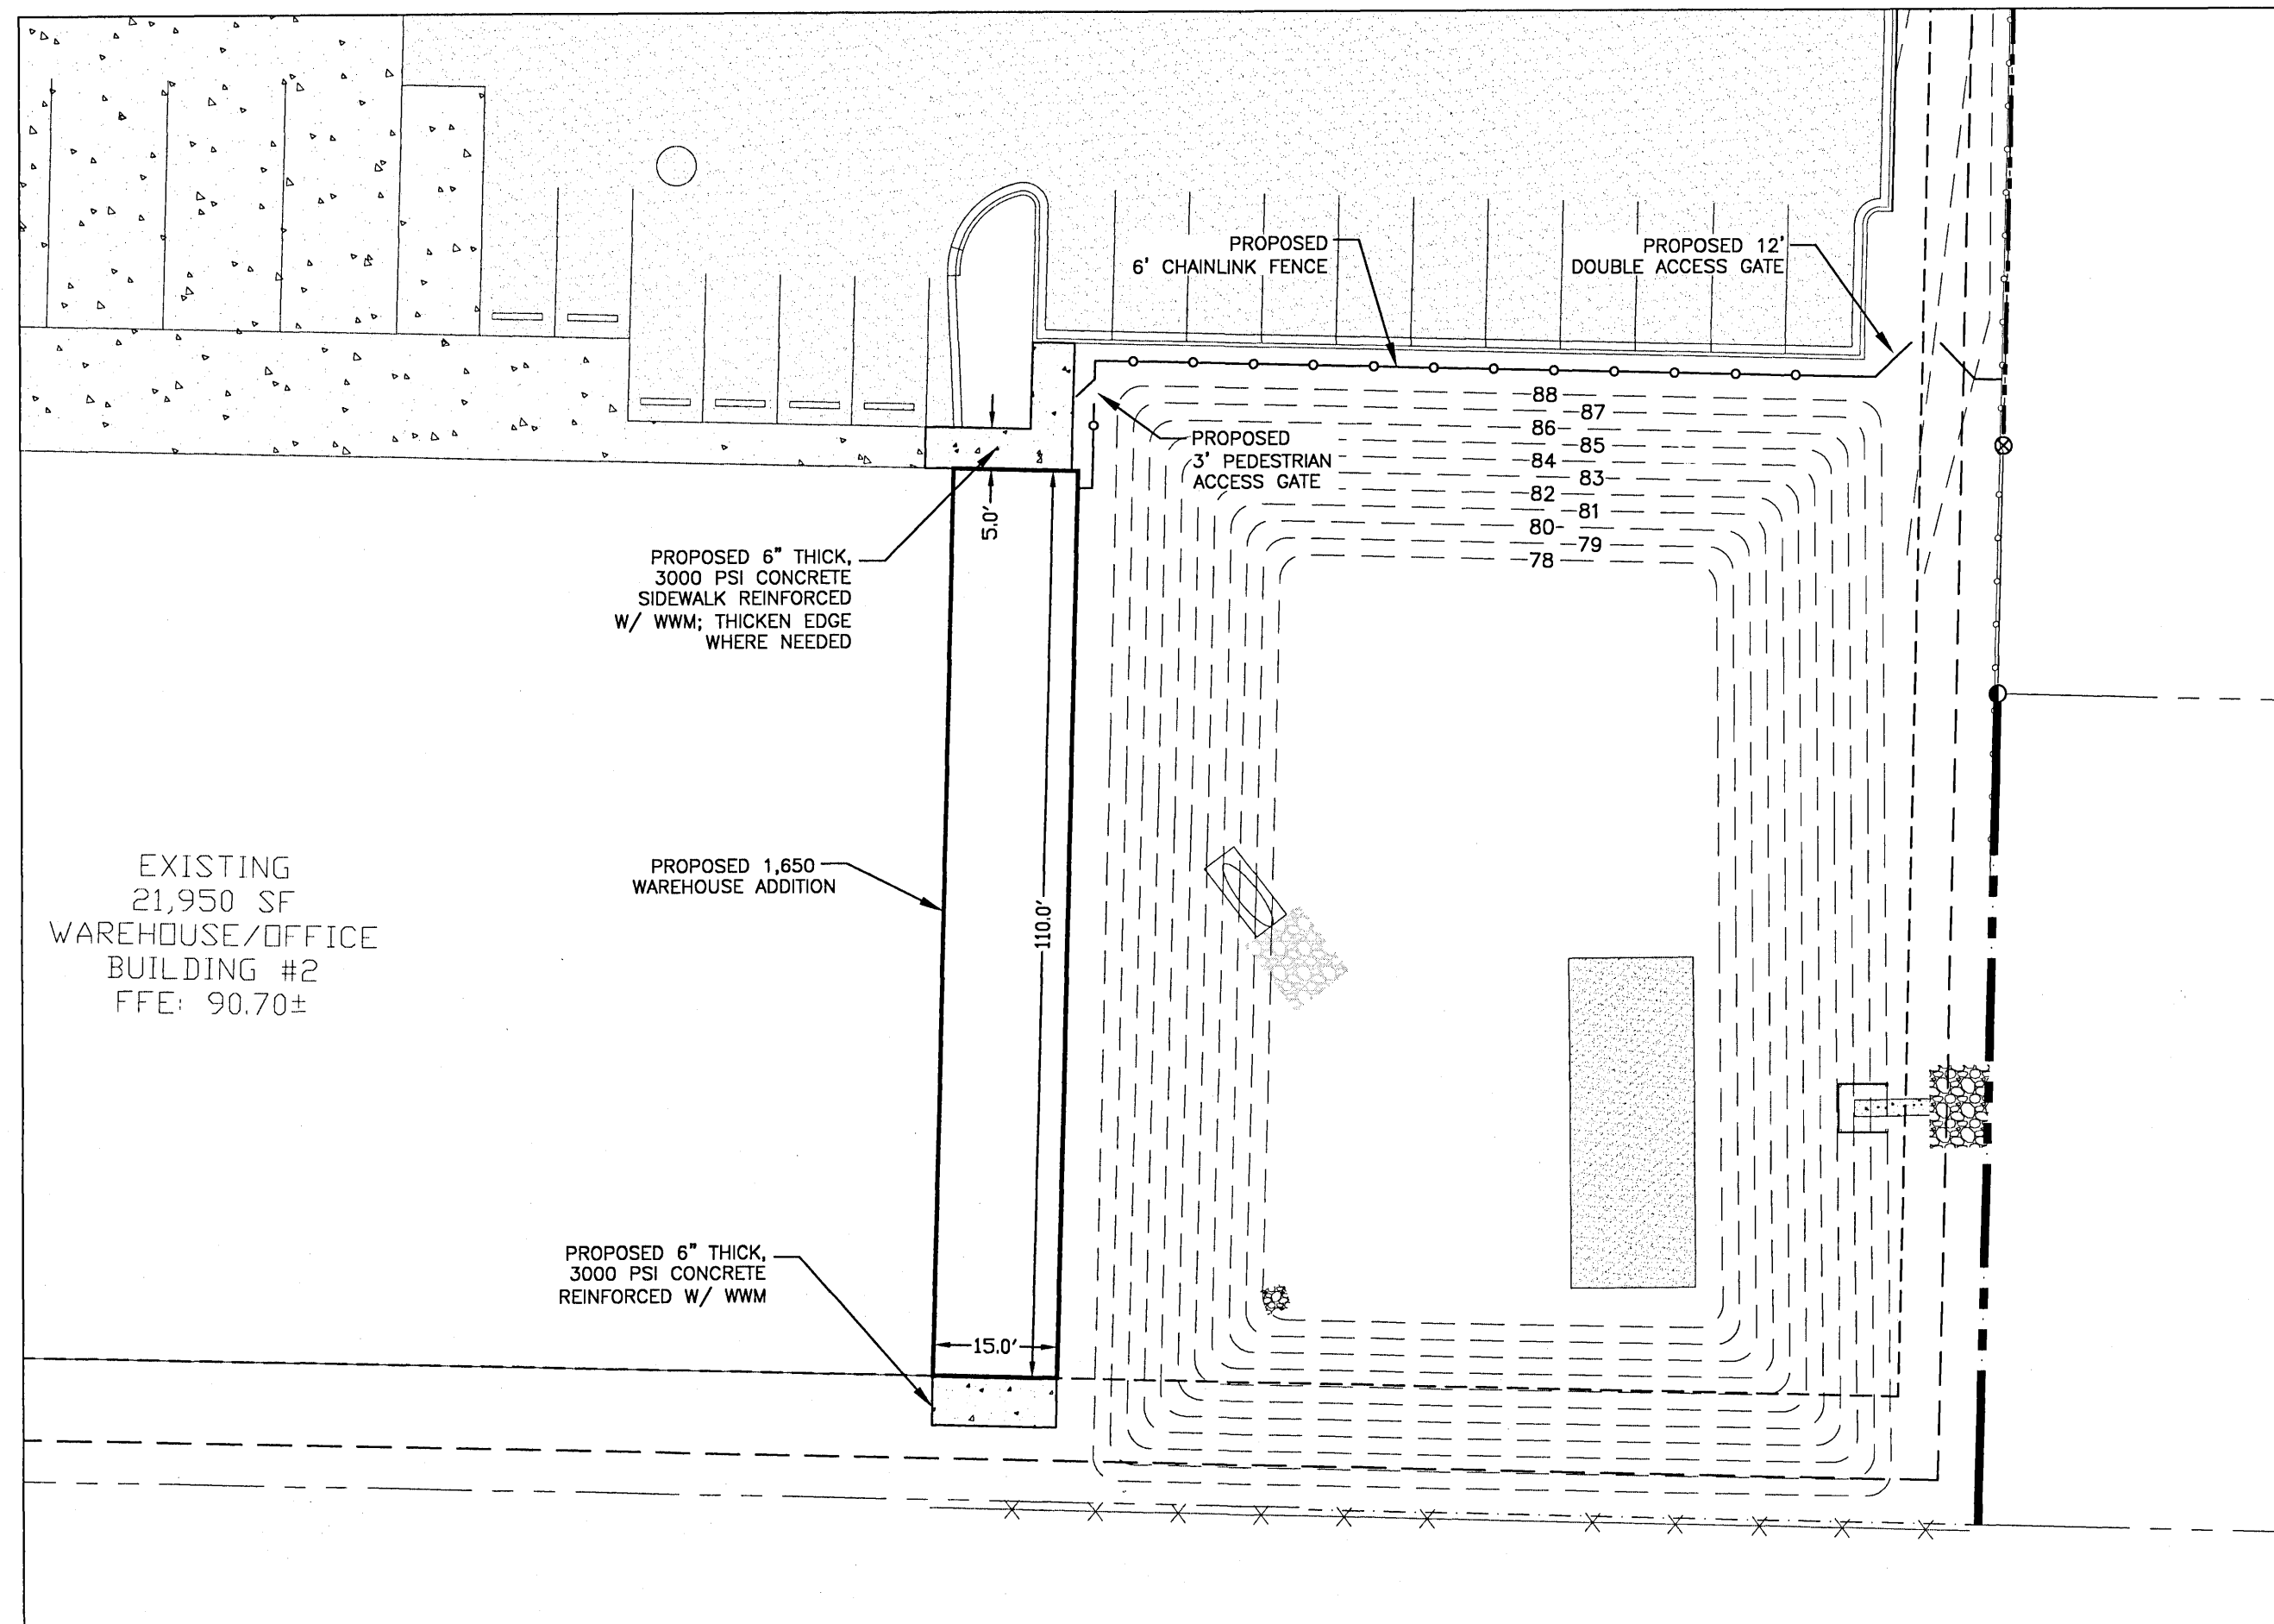 PROPOSED
6' CHAINLINK FENCE
PROPOSED 12'
DOUBLE ACCESS GATE
88
87
86
85
84
83
82
81
80
79
78
PROPOSED
3' PEDESTRIAN
ACCESS GATE
5.0'
PROPOSED 6" THICK,
3000 PSI CONCRETE
SIDEWALK REINFORCED
W/ WWM; THICKEN EDGE
WHERE NEEDED
EXISTING
21,950 SF
WAREHOUSE/OFFICE
BUILDING #2
FFE: 90.70±
PROPOSED 1,650
WAREHOUSE ADDITION
110.0'
PROPOSED 6" THICK,
3000 PSI CONCRETE
REINFORCED W/ WWM
15.0'